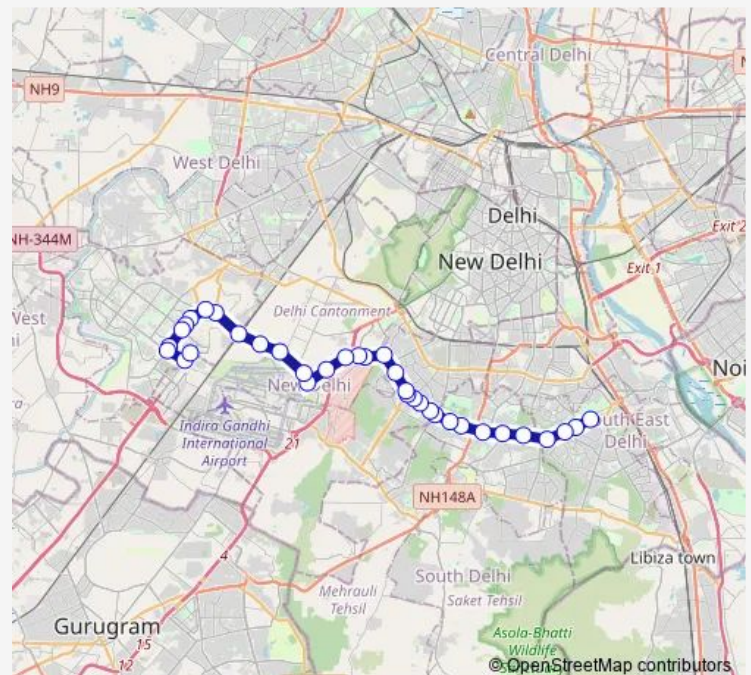 Central Delhi
NH9
West Delhi
Delhi
NH-344M
New Delhi
Exit 2
Exit 1
West
Delhi Cantonment
Noi
New Delhi
Indira Gandhi
International
Airport
21
South East
Delhi
NH148A
4
Libiza town
South Delhi
Mehrauli
Tehsil
Saket Tehsil
Gurugram
15
12
Asola-Bhatti
Wildlife
© OpenStreetMap contributors